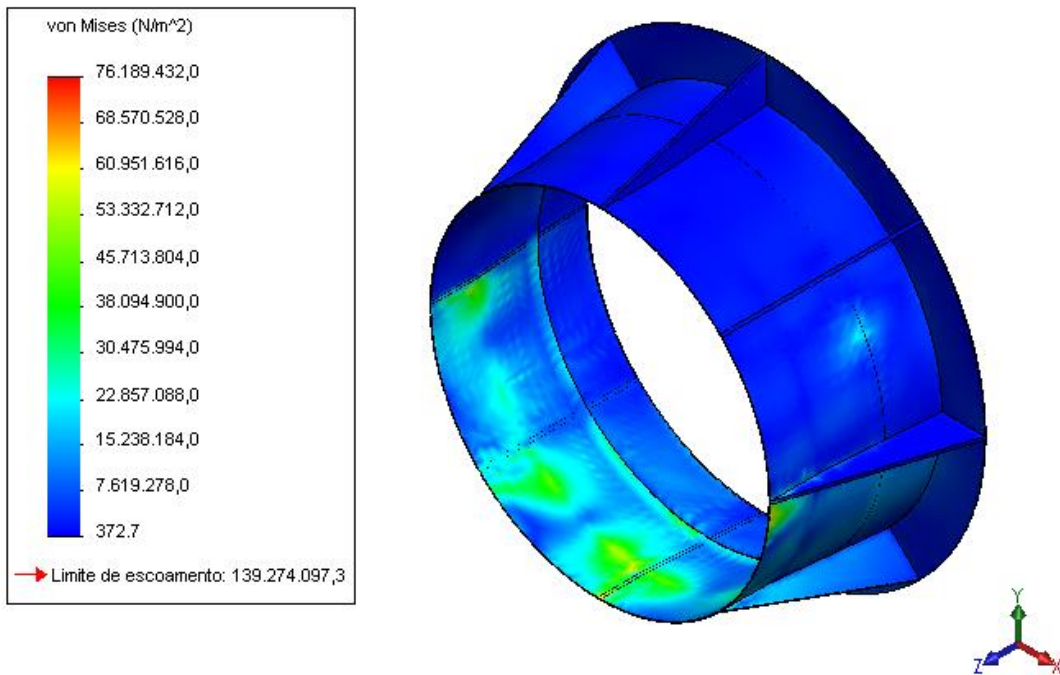 von Mises (N/m^2)
76.189.432,0
68.570.528,0
60.951.616,0
53.332.712,0
45.713.804,0
38.094.900,0
30.475.994,0
22.857.088,0
15.238.184,0
7.619.278,0
372.7
Limite de escoamento: 139.274.097,3
Y
Z
X